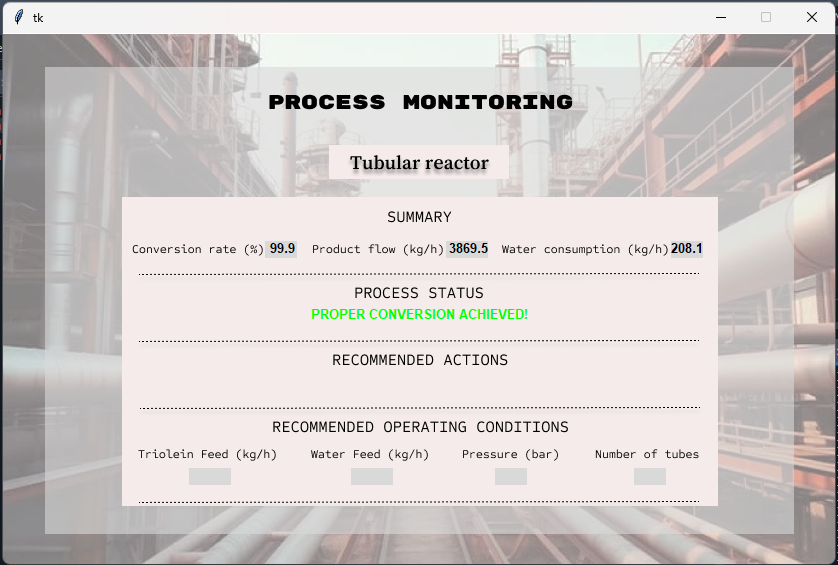 tk
PROCESS MONITORING
Tubular reactor
SUMMARY
Conversion rate (%) 99.9 Product flow (kg/h) 3869.5 Water consumption (kg/h) 208.1
PROCESS STATUS
PROPER CONVERSION ACHIEVED!
RECOMMENDED ACTIONS
RECOMMENDED OPERATING CONDITIONS
Triolein Feed (kg/h) Water Feed (kg/h) Pressure (bar) Number of tubes